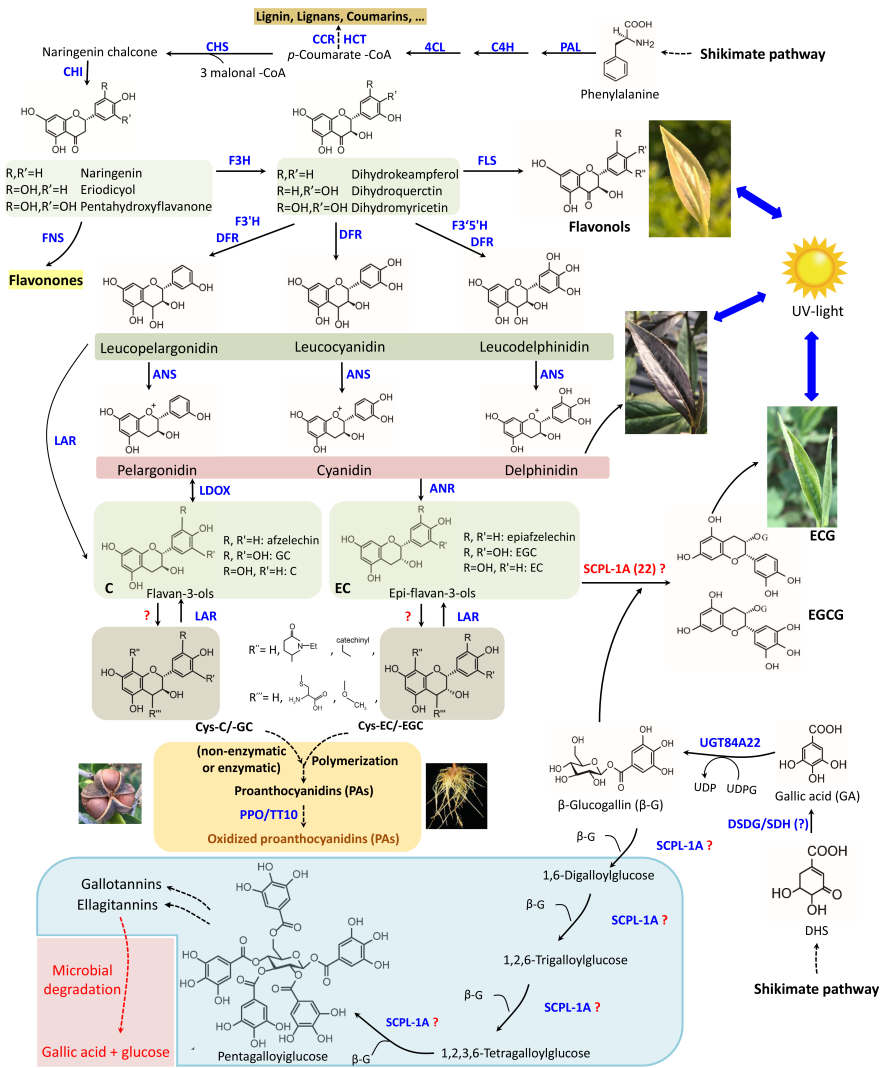 Lignin, Lignans, Coumarins, ...
CCR HCT
Naringenin chalcone
CHS
p-Coumarate -CoA
4CL
C4H
PAL
COOH
H
NH2
Shikimate pathway
3 malonal -CoA
Phenylalanine
CHI
R,R'=H Naringenin
R=OH,R'=H Eriodicyol
R=OH,R'=OH Pentahydroxyflavanone
F3H
R,R'=H Dihydrokeampferol
R=H,R'=OH Dihydroquerctin
R=OH,R'=OH Dihydromyricetin
FLS
Flavonols
FNS
Flavonones
F3'H
DFR
DFR
F3'5'H
DFR
UV-light
Leucopelargonidin Leucocyanidin Leucodelphinidin
ANS ANS ANS
LAR
Pelargonidin Cyanidin Delphinidin
LDOX
ANR
R, R'=H: afzelechin
R, R'=OH: GC
R=OH, R'=H: C
C
Flavan-3-ols
R, R'=H: epiafzelechin
R, R'=OH: EGC
R=OH, R'=H: EC
EC
Epi-flavan-3-ols
SCPL-1A (22) ?
ECG
EGCG
? LAR
? LAR
R''= H, N-Et , catechinyl ,
R'''= H, , ,
Cys-C/-GC
Cys-EC/-EGC
(non-enzymatic
or enzymatic)
Polymerization
Proanthocyanidins (PAs)
PPO/TT10
Oxidized proanthocyanidins (PAs)
β-Glucogallin (β-G)
UGT84A22
UDP UDPG
Gallic acid (GA)
DSDG/SDH (?)
DHS
Shikimate pathway
β-G
SCPL-1A ?
1,6-Digalloylglucose
β-G
SCPL-1A ?
1,2,6-Trigalloylglucose
β-G
SCPL-1A ?
1,2,3,6-Tetragalloylglucose
SCPL-1A ?
β-G
Pentagalloyiglucose
Gallotannins
Ellagitannins
Microbial
degradation
Gallic acid + glucose